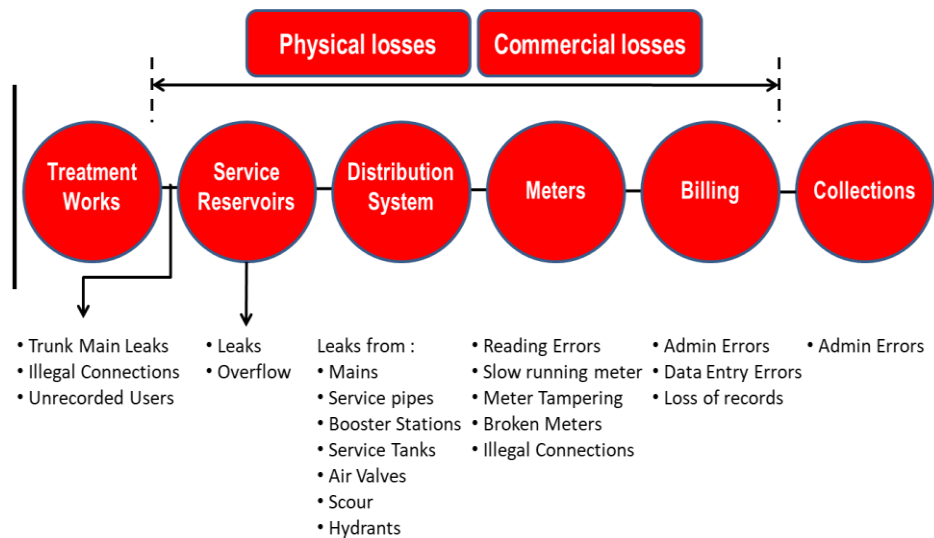 Physical losses
Commercial losses
Treatment
Works
Service
Reservoirs
Distribution
System
Meters
Billing
Collections
• Trunk Main Leaks
• Illegal Connections
• Unrecorded Users
• Leaks
• Overflow
Leaks from :
• Mains
• Service pipes
• Booster Stations
• Service Tanks
• Air Valves
• Scour
• Hydrants
• Reading Errors
• Slow running meter
• Meter Tampering
• Broken Meters
• Illegal Connections
• Admin Errors
• Data Entry Errors
• Loss of records
• Admin Errors